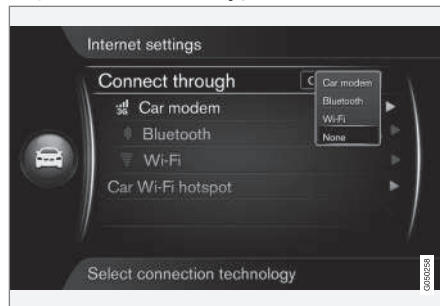 Internet settings
Connect through
Car modem
Bluetooth
Wi-Fi
None
3G Car modem
Bluetooth
Wi-Fi
Car Wi-Fi hotspot
Select connection technology
G050258